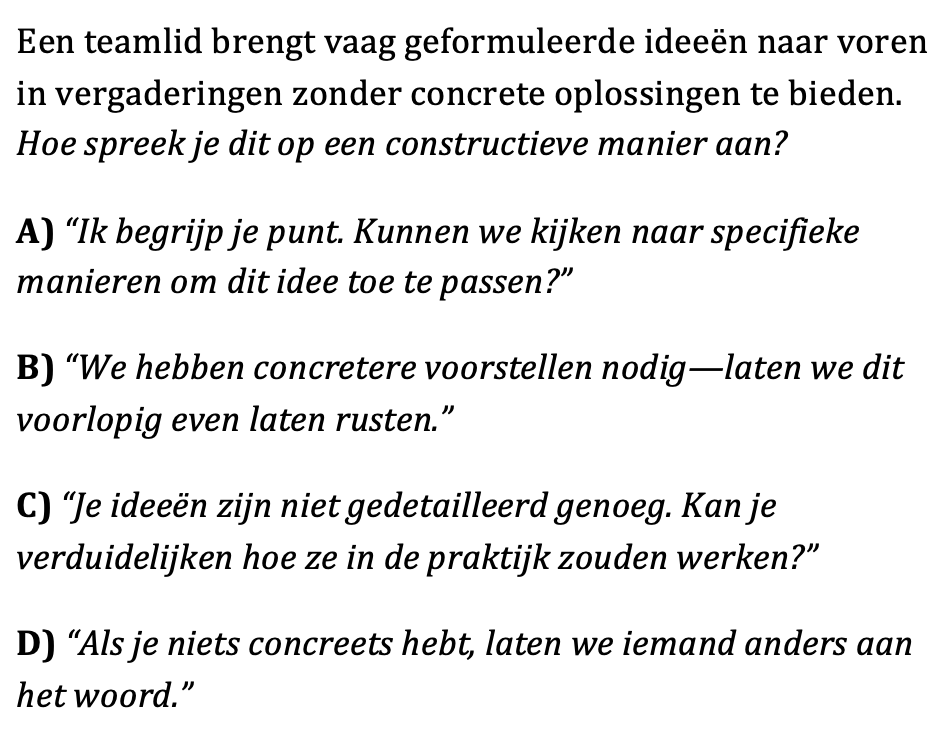 Een teamlid brengt vaag geformuleerde ideeën naar voren
in vergaderingen zonder concrete oplossingen te bieden.
Hoe spreek je dit op een constructieve manier aan?
A) “Ik begrijp je punt. Kunnen we kijken naar specifieke
manieren om dit idee toe te passen?”
B) “We hebben concretere voorstellen nodig—laten we dit
voorlopig even laten rusten.”
C) “Je ideeën zijn niet gedetailleerd genoeg. Kan je
verduidelijken hoe ze in de praktijk zouden werken?”
D) “Als je niets concreets hebt, laten we iemand anders aan
het woord.”